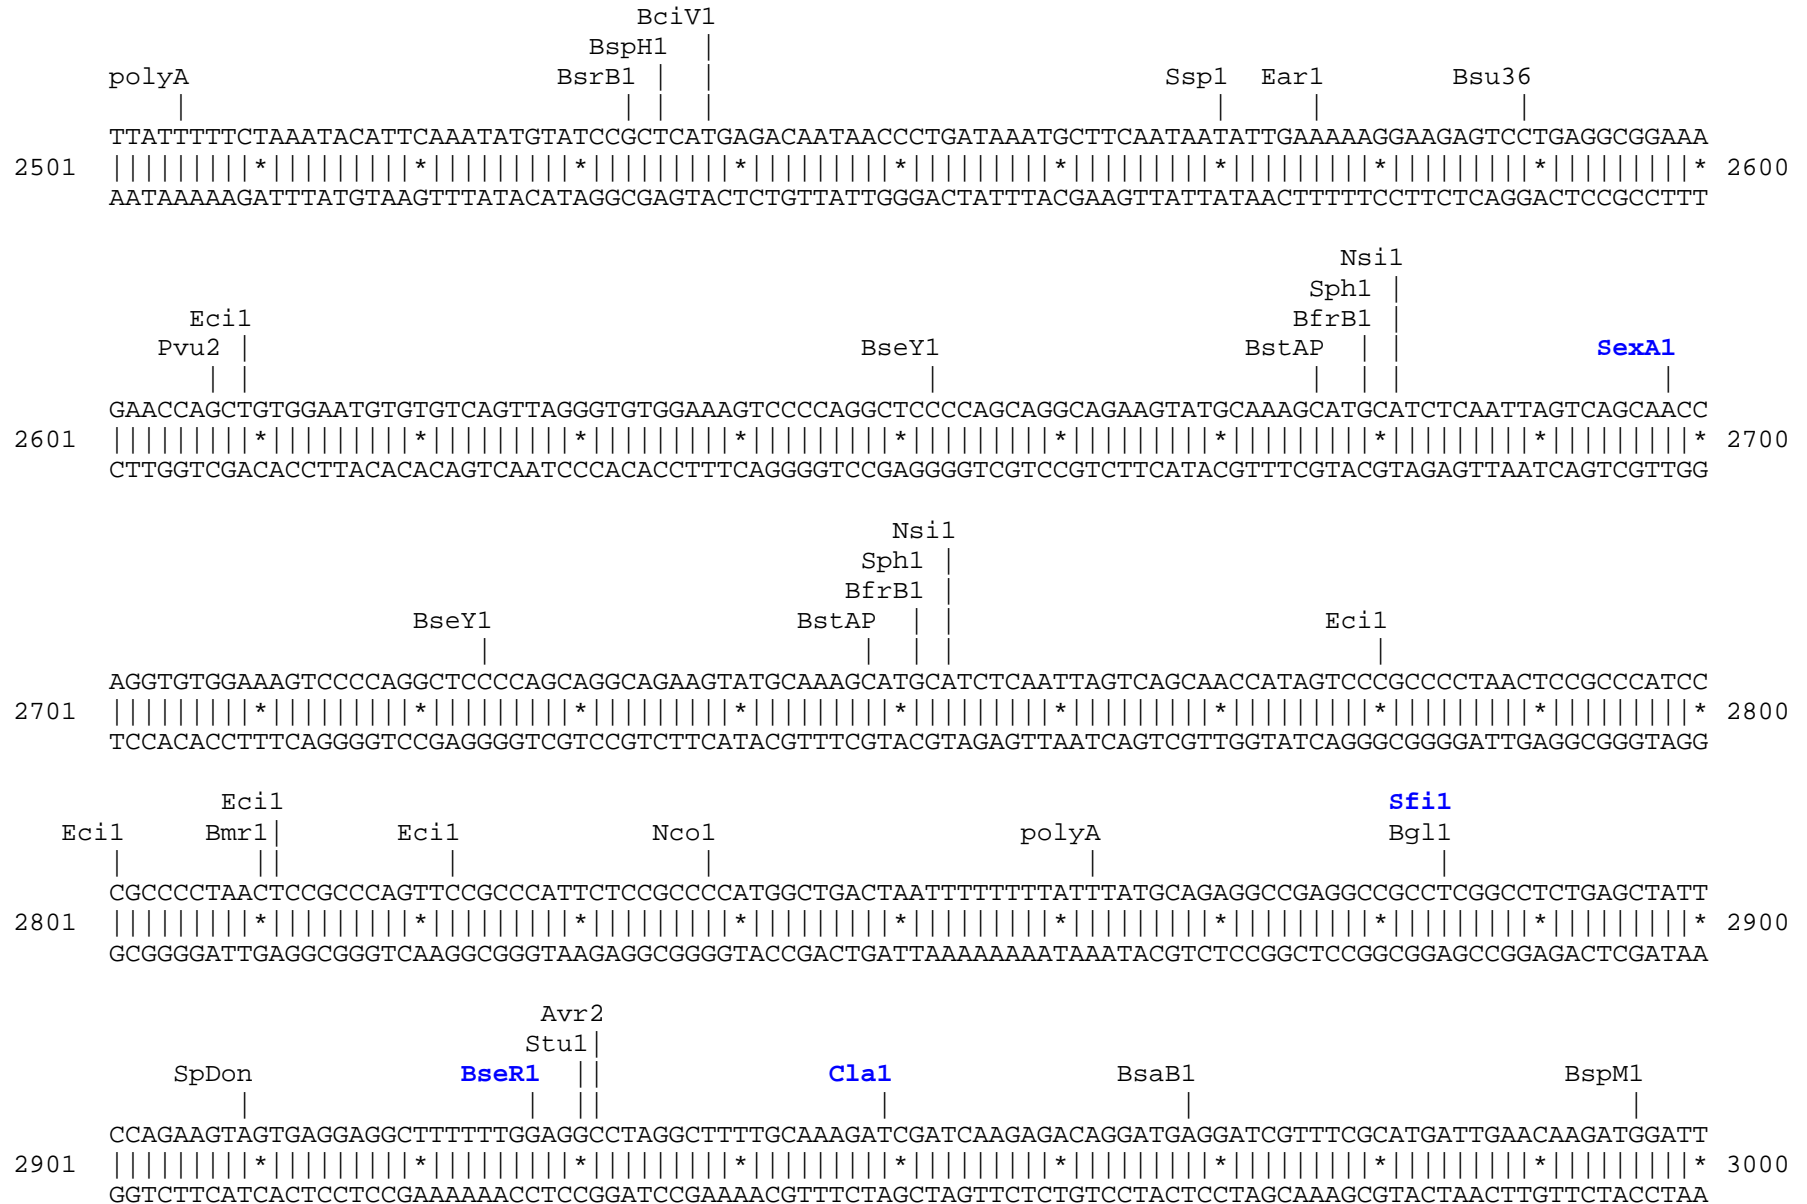 BciV1
BspH1 |
polyA BsrB1 | | Ssp1 Ear1 Bsu36
| | | | | | |
TTATTTTTCTAAATACATTCAAATATGTATCCGCTCATGAGACAATAACCCTGATAAATGCTTCAATAATATTGAAAAAGGAAGAGTCCTGAGGCGGAAA
2501 |||||||||*|||||||||*|||||||||*|||||||||*|||||||||*|||||||||*|||||||||*|||||||||*|||||||||*|||||||||* 2600
AATAAAAAGATTTATGTAAGTTTATACATAGGCGAGTACTCTGTTATTGGGACTATTTACGAAGTTATTATAACTTTTTCCTTCTCAGGACTCCGCCTTT
Nsi1
Sph1 |
Eci1 BfrB1 |
Pvu2 | BseY1 BstAP | | SexA1
| | | | | | |
GAACCAGCTGTGGAATGTGTGTCAGTTAGGGTGTGGAAAGTCCCCAGGCTCCCCAGCAGGCAGAAGTATGCAAAGCATGCATCTCAATTAGTCAGCAACC
2601 |||||||||*|||||||||*|||||||||*|||||||||*|||||||||*|||||||||*|||||||||*|||||||||*|||||||||*|||||||||* 2700
CTTGGTCGACACCTTACACACAGTCAATCCCACACCTTTCAGGGGTCCGAGGGGTCGTCCGTCTTCATACGTTTCGTACGTAGAGTTAATCAGTCGTTGG
Nsi1
Sph1 |
BfrB1 |
BseY1 BstAP | | Eci1
| | | | |
AGGTGTGGAAAGTCCCCAGGCTCCCCAGCAGGCAGAAGTATGCAAAGCATGCATCTCAATTAGTCAGCAACCATAGTCCCGCCCCTAACTCCGCCCATCC
2701 |||||||||*|||||||||*|||||||||*|||||||||*|||||||||*|||||||||*|||||||||*|||||||||*|||||||||*|||||||||* 2800
TCCACACCTTTCAGGGGTCCGAGGGGTCGTCCGTCTTCATACGTTTCGTACGTAGAGTTAATCAGTCGTTGGTATCAGGGCGGGGATTGAGGCGGGTAGG
Eci1 Sfi1
Eci1 Bmr1| Eci1 Nco1 polyA Bgl1
| || | | | |
CGCCCCTAACTCCGCCCAGTTCCGCCCATTCTCCGCCCCATGGCTGACTAATTTTTTTTATTTATGCAGAGGCCGAGGCCGCCTCGGCCTCTGAGCTATT
2801 |||||||||*|||||||||*|||||||||*|||||||||*|||||||||*|||||||||*|||||||||*|||||||||*|||||||||*|||||||||* 2900
GCGGGGATTGAGGCGGGTCAAGGCGGGTAAGAGGCGGGGTACCGACTGATTAAAAAAAATAAATACGTCTCCGGCTCCGGCGGAGCCGGAGACTCGATAA
Avr2
Stu1|
SpDon BseR1 || Cla1 BsaB1 BspM1
| | || | | |
CCAGAAGTAGTGAGGAGGCTTTTTTGGAGGCCTAGGCTTTTGCAAAGATCGATCAAGAGACAGGATGAGGATCGTTTCGCATGATTGAACAAGATGGATT
2901 |||||||||*|||||||||*|||||||||*|||||||||*|||||||||*|||||||||*|||||||||*|||||||||*|||||||||*|||||||||* 3000
GGTCTTCATCACTCCTCCGAAAAAACCTCCGGATCCGAAAACGTTTCTAGCTAGTTCTCTGTCCTACTCCTAGCAAAGCGTACTAACTTGTTCTACCTAA